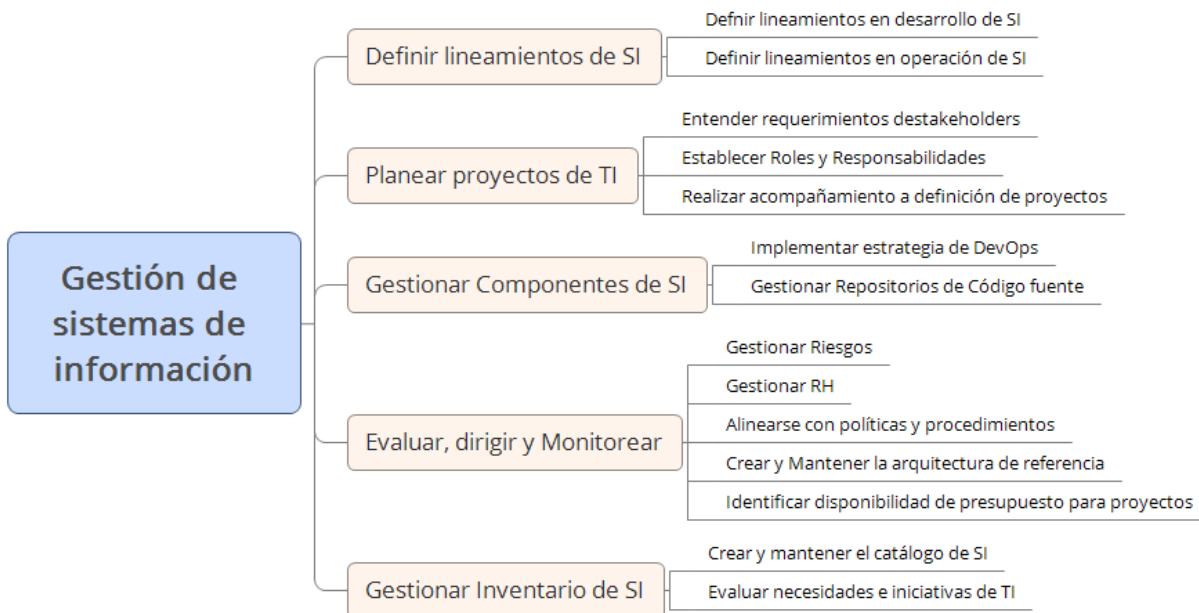 Gestión de
sistemas de
información
Definir lineamientos de SI
Defnir lineamientos en desarrollo de SI
Definir lineamientos en operación de SI
Planear proyectos de TI
Entender requerimientos destakeholders
Establecer Roles y Responsabilidades
Realizar acompañamiento a definición de proyectos
Gestionar Componentes de SI
Implementar estrategia de DevOps
Gestionar Repositorios de Código fuente
Evaluar, dirigir y Monitorear
Gestionar Riesgos
Gestionar RH
Alinearse con políticas y procedimientos
Crear y Mantener la arquitectura de referencia
Identificar disponibilidad de presupuesto para proyectos
Gestionar Inventario de SI
Crear y mantener el catálogo de SI
Evaluar necesidades e iniciativas de TI